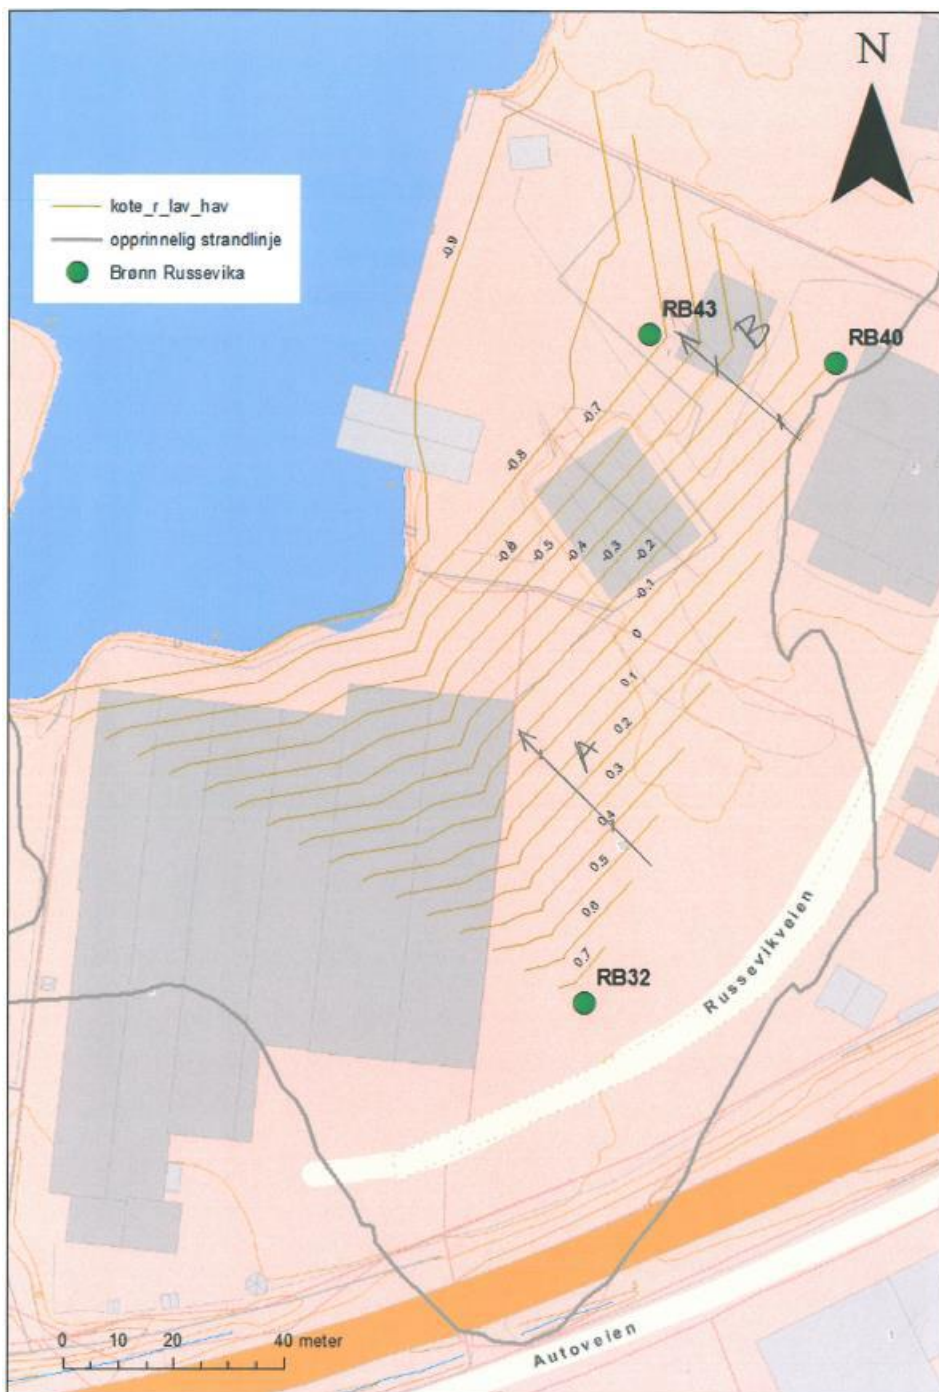 N
kote_r_lav_hav
opprinnelig strandlinje
Brønn Russevika
-0.9
RB43
B
RB40
-0.7
-0.8
-0.6
-0.5
-0.4
-0.3
-0.2
-0.1
0
0.1
0.2
A
0.3
0.4
0.5
0.6
0.7
RB32
Russevikveien
0 10 20 40 meter
Autoveien